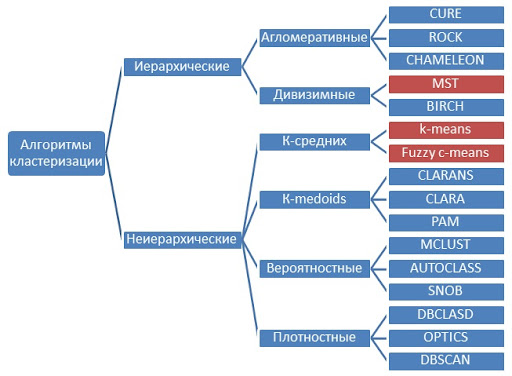 Алгоритмы
кластеризации
Иерархические
Агломеративные
CURE
ROCK
CHAMELEON
Дивизимные
MST
BIRCH
Неиерархические
К-средних
k-means
Fuzzy c-means
K-medoids
CLARANS
CLARA
PAM
Вероятностные
MCLUST
AUTOCLASS
SNOB
Плотностные
DBCLASD
OPTICS
DBSCAN